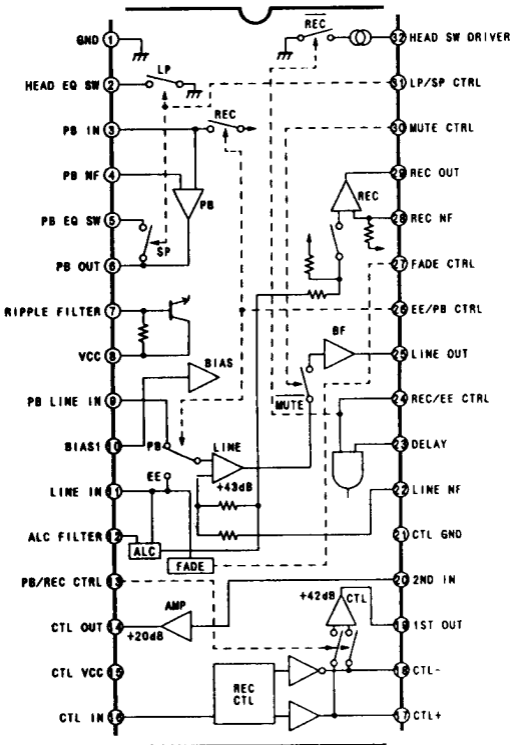 REC
GND 1
32 HEAD SW DRIVER
LP
HEAD EQ SW 2
31 LP/SP CTRL
PB IN 3
REC
30 MUTE CTRL
PB NF 4
29 REC OUT
REC
PB
PB EQ SW 5
28 REC NF
SP
PB OUT 6
27 FADE CTRL
RIPPLE FILTER 7
26 EE/PB CTRL
BF
VCC 8
25 LINE OUT
BIAS
PB LINE IN 9
MUTE
24 REC/EE CTRL
BIAS1 10
PB
LINE
23 DELAY
EE
+43dB
LINE IN 11
22 LINE NF
ALC FILTER 12
21 CTL GND
ALC
FADE
PB/REC CTRL 13
20 2ND IN
AMP
+42dB
CTL
CTL OUT 14
+20dB
19 1ST OUT
CTL VCC 15
18 CTL-
REC
CTL
CTL IN 16
17 CTL+